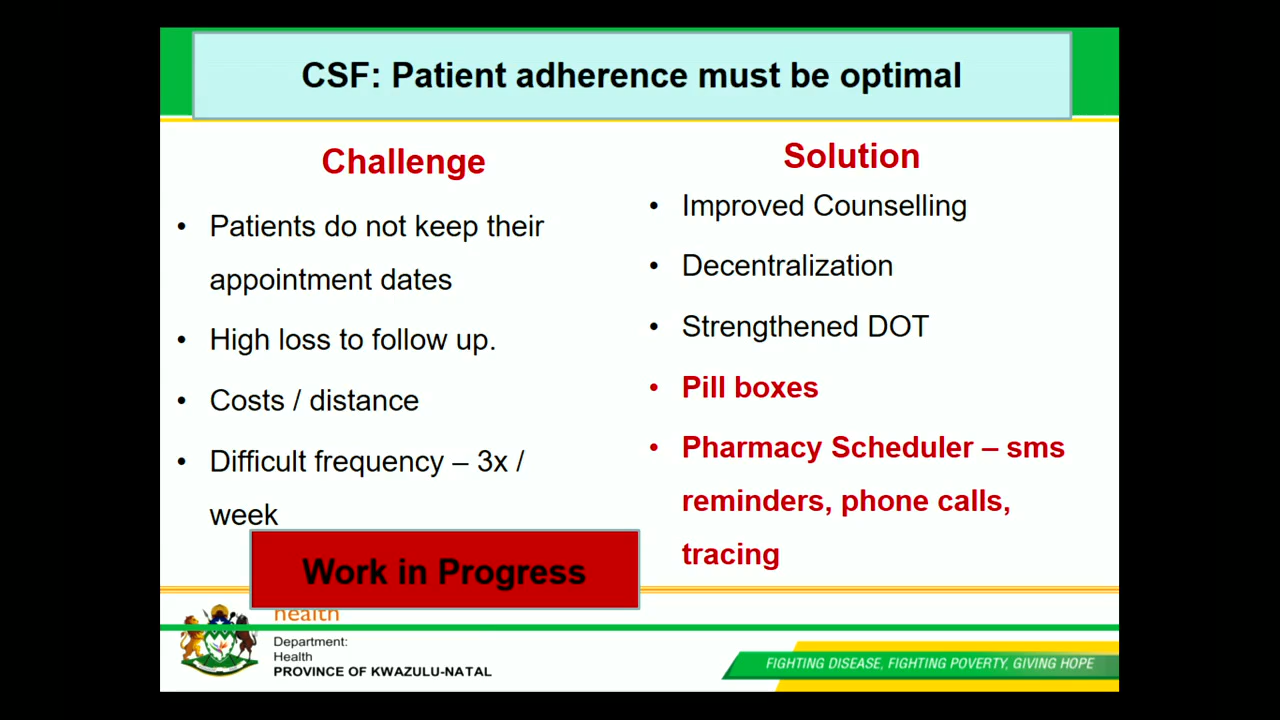 CSF: Patient adherence must be optimal
Challenge
• Patients do not keep their
appointment dates
• High loss to follow up.
• Costs / distance
• Difficult frequency – 3x /
week
Solution
• Improved Counselling
• Decentralization
• Strengthened DOT
• Pill boxes
• Pharmacy Scheduler – sms
reminders, phone calls,
tracing
Work in Progress
health
Department:
Health
PROVINCE OF KWAZULU-NATAL
FIGHTING DISEASE, FIGHTING POVERTY, GIVING HOPE